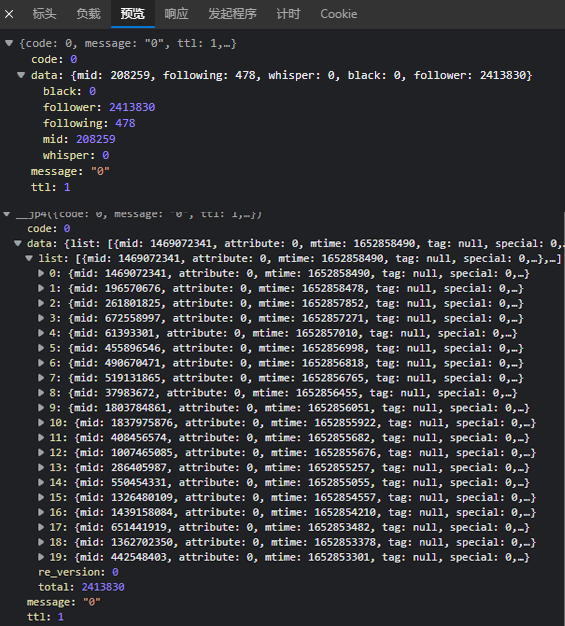 标头 负载 预览 响应 发起程序 计时 Cookie
{code: 0, message: "0", ttl: 1,…}
code: 0
data: {mid: 208259, following: 478, whisper: 0, black: 0, follower: 2413830}
black: 0
follower: 2413830
following: 478
mid: 208259
whisper: 0
message: "0"
ttl: 1
__jp4({code: 0, message: "0", ttl: 1,…})
code: 0
data: {list: [{mid: 1469072341, attribute: 0, mtime: 1652858490, tag: null, special: 0,…
list: [{mid: 1469072341, attribute: 0, mtime: 1652858490, tag: null, special: 0,…},…]
0: {mid: 1469072341, attribute: 0, mtime: 1652858490, tag: null, special: 0,…}
1: {mid: 196570676, attribute: 0, mtime: 1652858478, tag: null, special: 0,…}
2: {mid: 261801825, attribute: 0, mtime: 1652857852, tag: null, special: 0,…}
3: {mid: 672558997, attribute: 0, mtime: 1652857271, tag: null, special: 0,…}
4: {mid: 61393301, attribute: 0, mtime: 1652857010, tag: null, special: 0,…}
5: {mid: 455896546, attribute: 0, mtime: 1652856998, tag: null, special: 0,…}
6: {mid: 490670471, attribute: 0, mtime: 1652856818, tag: null, special: 0,…}
7: {mid: 519131865, attribute: 0, mtime: 1652856765, tag: null, special: 0,…}
8: {mid: 37983672, attribute: 0, mtime: 1652856455, tag: null, special: 0,…}
9: {mid: 1803784861, attribute: 0, mtime: 1652856051, tag: null, special: 0,…}
10: {mid: 1837975876, attribute: 0, mtime: 1652855922, tag: null, special: 0,…}
11: {mid: 408456574, attribute: 0, mtime: 1652855682, tag: null, special: 0,…}
12: {mid: 1007465085, attribute: 0, mtime: 1652855676, tag: null, special: 0,…}
13: {mid: 286405987, attribute: 0, mtime: 1652855257, tag: null, special: 0,…}
14: {mid: 550454331, attribute: 0, mtime: 1652855055, tag: null, special: 0,…}
15: {mid: 1326480109, attribute: 0, mtime: 1652854557, tag: null, special: 0,…}
16: {mid: 1439158084, attribute: 0, mtime: 1652854210, tag: null, special: 0,…}
17: {mid: 651441919, attribute: 0, mtime: 1652853482, tag: null, special: 0,…}
18: {mid: 1362702350, attribute: 0, mtime: 1652853378, tag: null, special: 0,…}
19: {mid: 442548403, attribute: 0, mtime: 1652853301, tag: null, special: 0,…}
re_version: 0
total: 2413830
message: "0"
ttl: 1